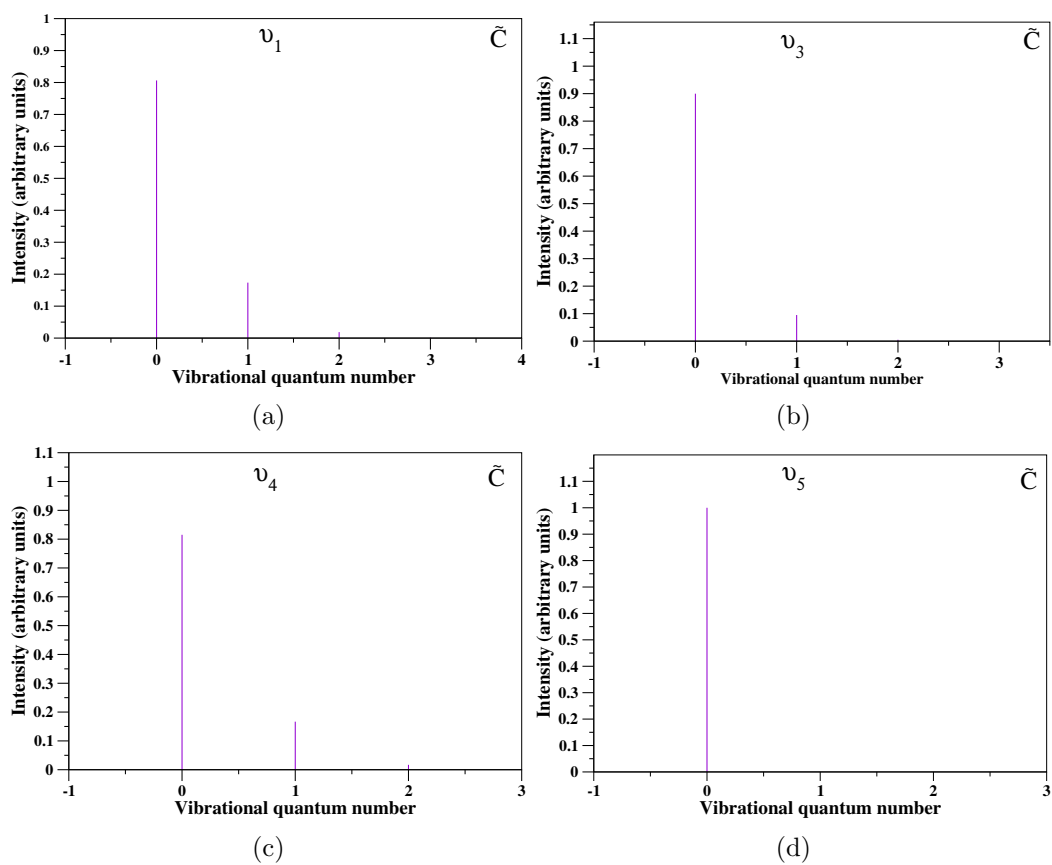 υ1 C̃
1
0.9
0.8
0.7
0.6
0.5
0.4
0.3
0.2
0.1
0
Intensity (arbitrary units)
-1 0 1 2 3 4
Vibrational quantum number
(a)
υ3 C̃
1.1
1
0.9
0.8
0.7
0.6
0.5
0.4
0.3
0.2
0.1
0
Intensity (arbitrary units)
-1 0 1 2 3
Vibrational quantum number
(b)
υ4 C̃
1.1
1
0.9
0.8
0.7
0.6
0.5
0.4
0.3
0.2
0.1
0
Intensity (arbitrary units)
-1 0 1 2 3
Vibrational quantum number
(c)
υ5 C̃
1.1
1
0.9
0.8
0.7
0.6
0.5
0.4
0.3
0.2
0.1
0
Intensity (arbitrary units)
-1 0 1 2 3
Vibrational quantum number
(d)